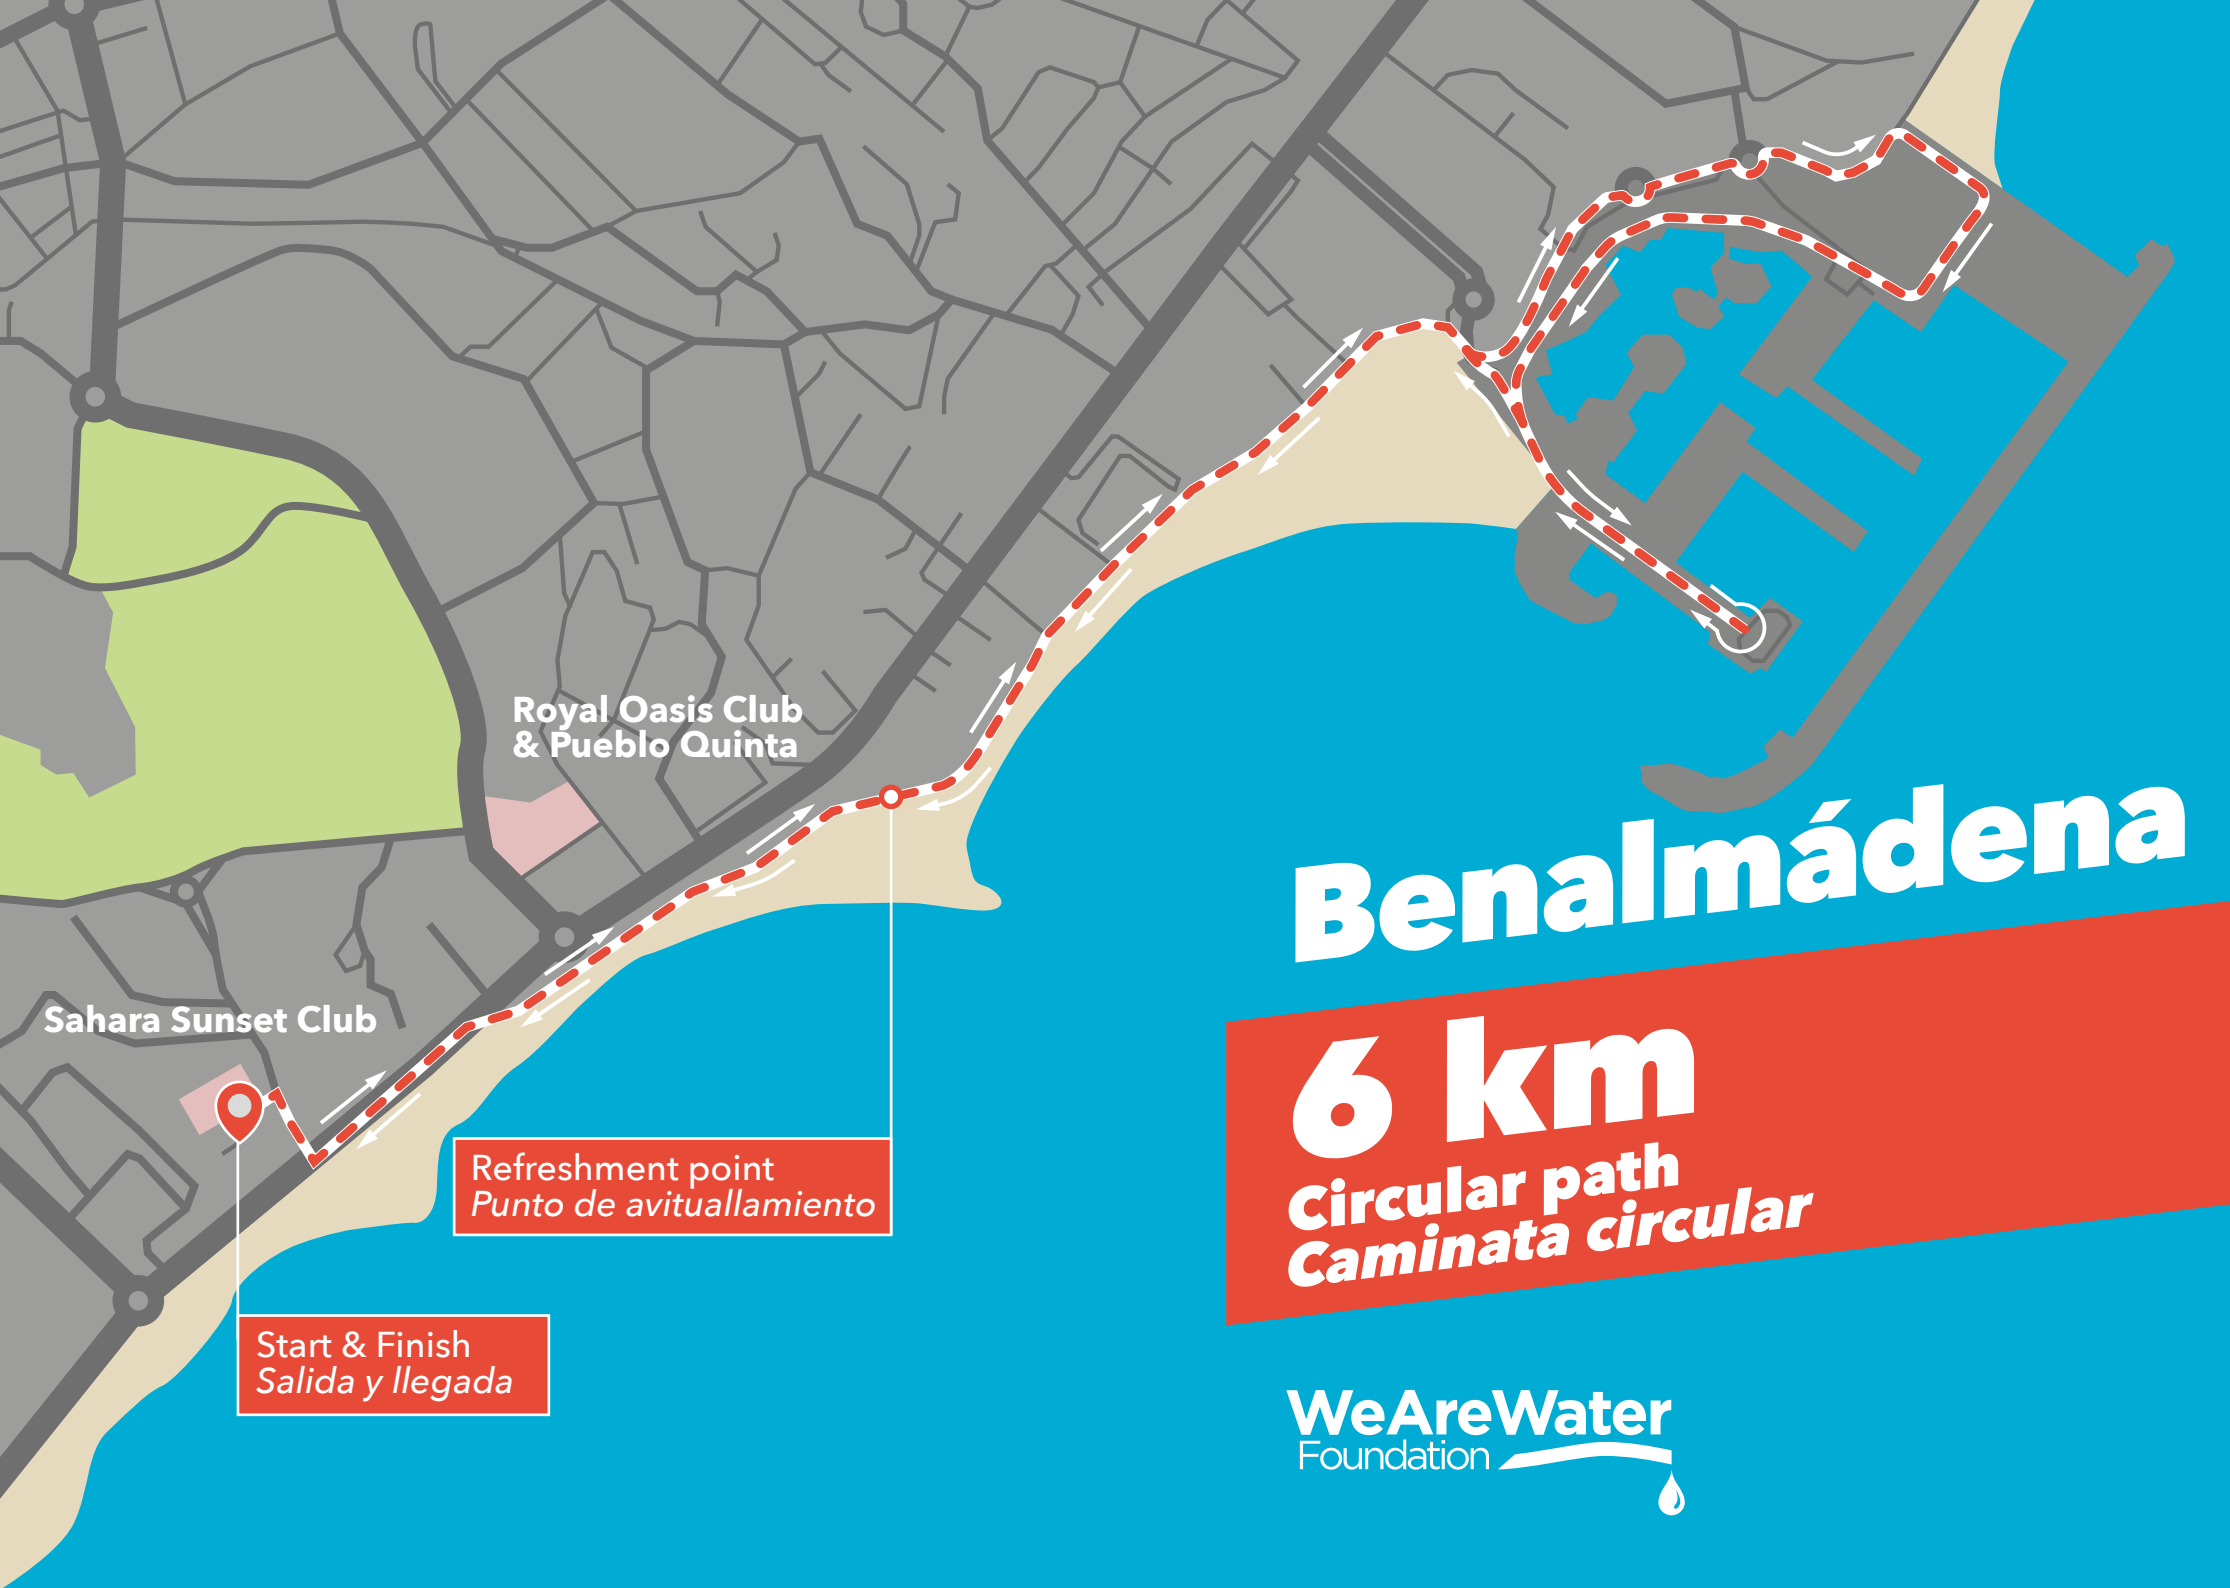 Royal Oasis Club
& Pueblo Quinta
Sahara Sunset Club
Refreshment point
Punto de avituallamiento
Start & Finish
Salida y llegada
Benalmádena
6 km
Circular path
Caminata circular
WeAreWater
Foundation